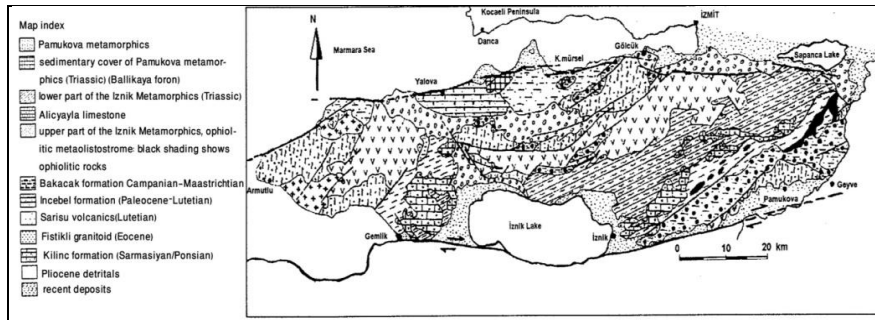 Map index
Pamukova metamorphics
sedimentary cover of Pamukova metamor-
phics (Triassic) (Ballikaya foron)
lower part of the Iznik Metamorphics (Triassic)
Alicyayla limestone
upper part of the Iznik Metamorphics, ophiol-
itic metaolistostrome: black shading shows
ophiolitic rocks
Bakacak formation Campanian-Maastrichtian
Incebel formation (Paleocene-Lutetian)
Sarisu volcanics(Lutetian)
Fistikli granitoid (Eocene)
Kilinc formation (Sarmasiyan/Ponsian)
Pliocene detritals
recent deposits
N
Kocaeli Peninsula
İZMİT
Danca
Gölcük
Marmara Sea
Sapanca Lake
K.mürsel
Yalova
Armutlu
Geyve
Pamukova
Gemlik
İznik Lake
İznik
0 10 20 km